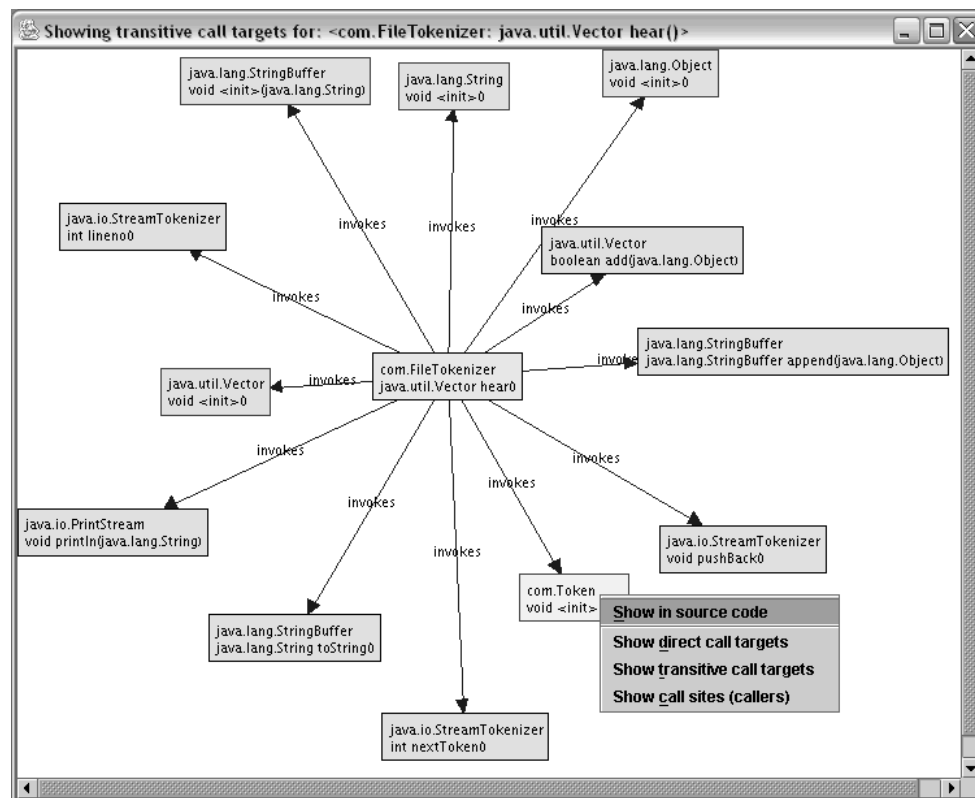 Showing transitive call targets for: <com.FileTokenizer: java.util.Vector hear()>
java.lang.StringBuffer
void <init>(java.lang.String)
java.lang.String
void <init>()
java.lang.Object
void <init>()
invokes
invokes
invokes
java.io.StreamTokenizer
int lineno()
java.util.Vector
boolean add(java.lang.Object)
invokes
invokes
java.lang.StringBuffer
java.lang.StringBuffer append(java.lang.Object)
invoke
com.FileTokenizer
java.util.Vector hear()
java.util.Vector
void <init>()
invokes
invokes
invokes
invokes
invokes
invokes
java.io.PrintStream
void println(java.lang.String)
java.io.StreamTokenizer
void pushBack()
com.Token
void <init>
Show in source code
Show direct call targets
Show transitive call targets
Show call sites (callers)
java.lang.StringBuffer
java.lang.String toString()
java.io.StreamTokenizer
int nextToken()